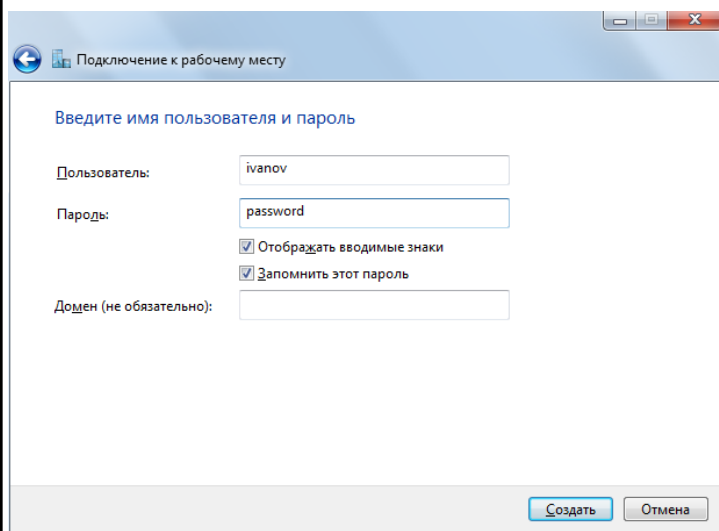 Подключение к рабочему месту
Введите имя пользователя и пароль
Пользователь: ivanov
Пароль: password
Отображать вводимые знаки
Запомнить этот пароль
Домен (не обязательно):
Создать Отмена